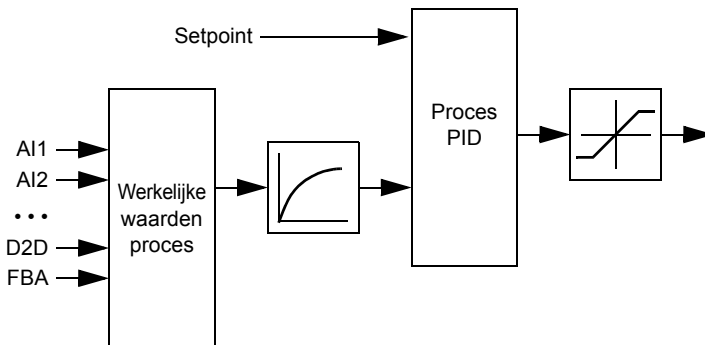 Setpoint
Proces
PID
AI1
AI2
• • •
D2D
FBA
Werkelijke
waarden
proces